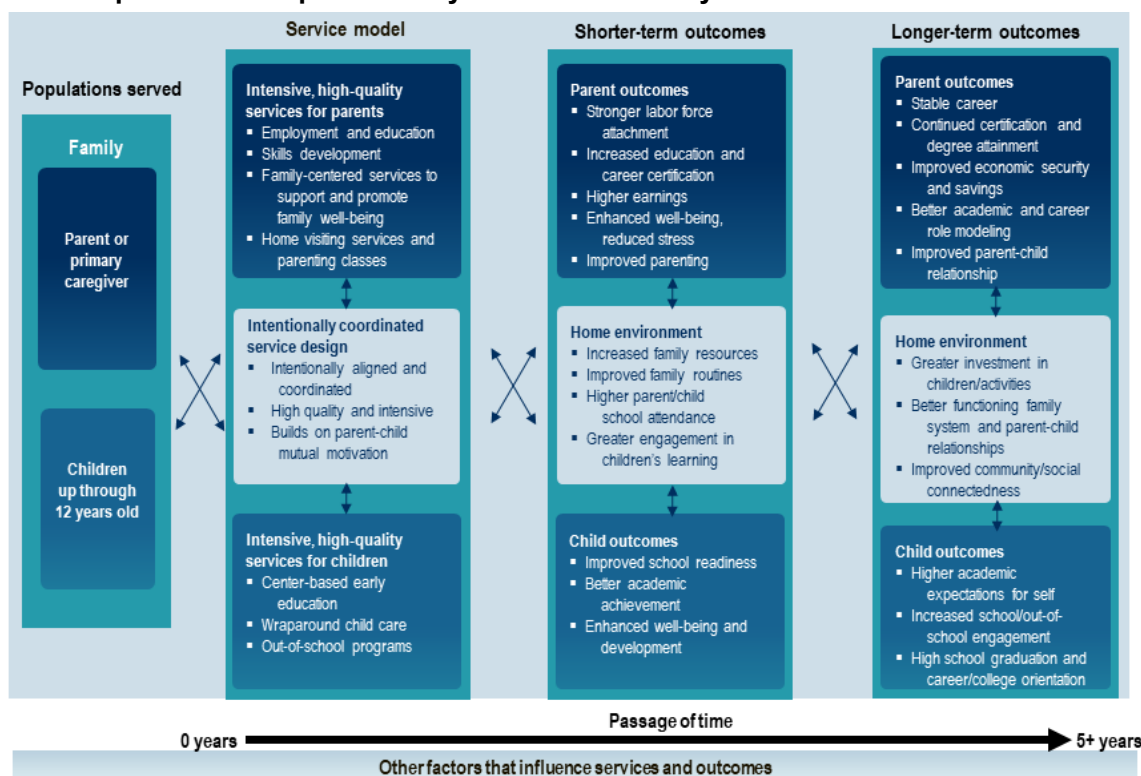 Service model
Shorter-term outcomes
Longer-term outcomes
Populations served
Family
Parent or
primary
caregiver
Children
up through
12 years old
Intensive, high-quality
services for parents
▪ Employment and education
▪ Skills development
▪ Family-centered services to
support and promote
family well-being
▪ Home visiting services and
parenting classes
Intentionally coordinated
service design
▪ Intentionally aligned and
coordinated
▪ High quality and intensive
▪ Builds on parent-child
mutual motivation
Intensive, high-quality
services for children
▪ Center-based early
education
▪ Wraparound child care
▪ Out-of-school programs
Parent outcomes
▪ Stronger labor force
attachment
▪ Increased education and
career certification
▪ Higher earnings
▪ Enhanced well-being,
reduced stress
▪ Improved parenting
Home environment
▪ Increased family resources
▪ Improved family routines
▪ Higher parent/child
school attendance
▪ Greater engagement in
children's learning
Child outcomes
▪ Improved school readiness
▪ Better academic
achievement
▪ Enhanced well-being and
development
Parent outcomes
▪ Stable career
▪ Continued certification and
degree attainment
▪ Improved economic security
and savings
▪ Better academic and career
role modeling
▪ Improved parent-child
relationship
Home environment
▪ Greater investment in
children/activities
▪ Better functioning family
system and parent-child
relationships
▪ Improved community/social
connectedness
Child outcomes
▪ Higher academic
expectations for self
▪ Increased school/out-of-
school engagement
▪ High school graduation and
career/college orientation
Passage of time
0 years
5+ years
Other factors that influence services and outcomes